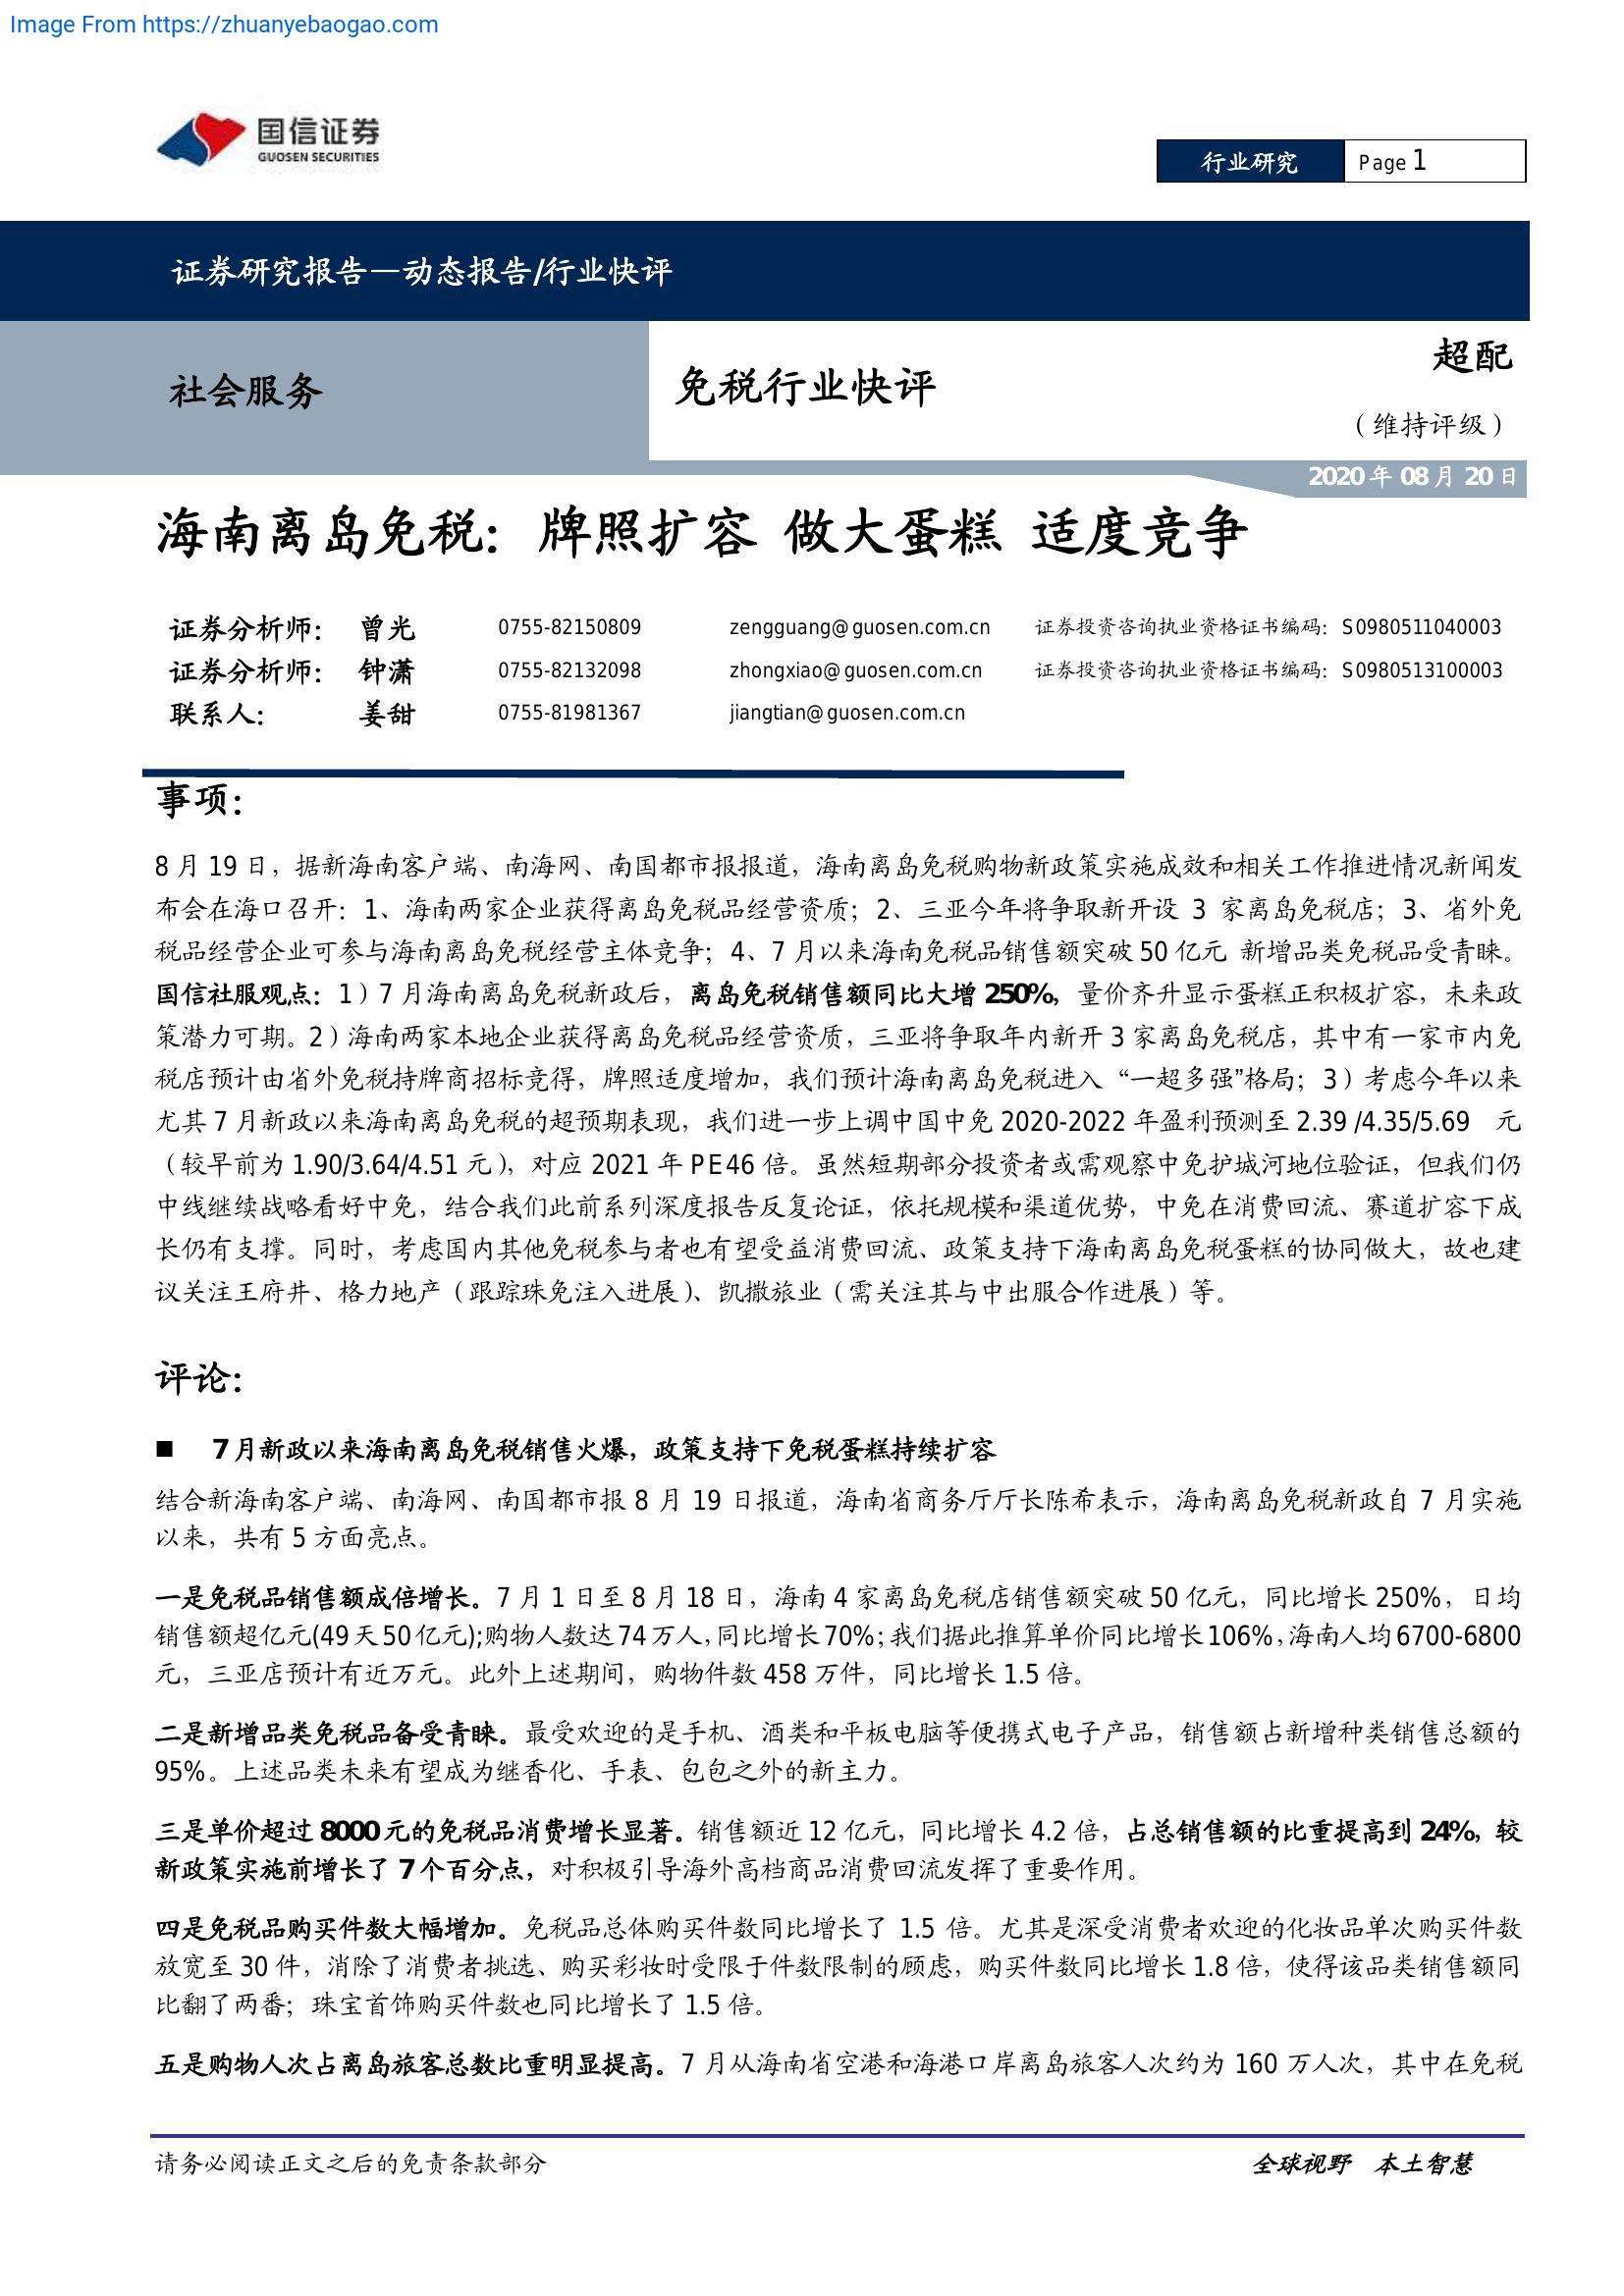 Image From https://zhuanyebaogao.com
国信证券
GUOSEN SECURITIES
行业研究
Page 1
证券研究报告—动态报告/行业快评
社会服务
免税行业快评
超配
（维持评级）
2020 年 08 月 20 日
海南离岛免税：牌照扩容 做大蛋糕 适度竞争
证券分析师： 曾光 0755-82150809 zengguang@guosen.com.cn 证券投资咨询执业资格证书编码：S0980511040003
证券分析师： 钟潇 0755-82132098 zhongxiao@guosen.com.cn 证券投资咨询执业资格证书编码：S0980513100003
联系人： 姜甜 0755-81981367 jiangtian@guosen.com.cn
事项：
8 月 19 日，据新海南客户端、南海网、南国都市报报道，海南离岛免税购物新政策实施成效和相关工作推进情况新闻发
布会在海口召开：1、海南两家企业获得离岛免税品经营资质；2、三亚今年将争取新开设 3 家离岛免税店；3、省外免
税品经营企业可参与海南离岛免税经营主体竞争；4、7 月以来海南免税品销售额突破 50 亿元 新增品类免税品受青睐。
国信社服观点：1）7 月海南离岛免税新政后，离岛免税销售额同比大增 250%，量价齐升显示蛋糕正积极扩容，未来政
策潜力可期。2）海南两家本地企业获得离岛免税品经营资质，三亚将争取年内新开 3 家离岛免税店，其中有一家市内免
税店预计由省外免税持牌商招标竞得，牌照适度增加，我们预计海南离岛免税进入“一超多强”格局；3）考虑今年以来
尤其 7 月新政以来海南离岛免税的超预期表现，我们进一步上调中国中免 2020-2022 年盈利预测至 2.39 /4.35/5.69 元
（较早前为 1.90/3.64/4.51 元），对应 2021 年 PE46 倍。虽然短期部分投资者或需观察中免护城河地位验证，但我们仍
中线继续战略看好中免，结合我们此前系列深度报告反复论证，依托规模和渠道优势，中免在消费回流、赛道扩容下成
长仍有支撑。同时，考虑国内其他免税参与者也有望受益消费回流、政策支持下海南离岛免税蛋糕的协同做大，故也建
议关注王府井、格力地产（跟踪珠免注入进展）、凯撒旅业（需关注其与中出服合作进展）等。
评论：
■ 7 月新政以来海南离岛免税销售火爆，政策支持下免税蛋糕持续扩容
结合新海南客户端、南海网、南国都市报 8 月 19 日报道，海南省商务厅厅长陈希表示，海南离岛免税新政自 7 月实施
以来，共有 5 方面亮点。
一是免税品销售额成倍增长。7 月 1 日至 8 月 18 日，海南 4 家离岛免税店销售额突破 50 亿元，同比增长 250%，日均
销售额超亿元(49 天 50 亿元);购物人数达 74 万人，同比增长 70%；我们据此推算单价同比增长 106%，海南人均 6700-6800
元，三亚店预计有近万元。此外上述期间，购物件数 458 万件，同比增长 1.5 倍。
二是新增品类免税品备受青睐。最受欢迎的是手机、酒类和平板电脑等便携式电子产品，销售额占新增种类销售总额的
95%。上述品类未来有望成为继香化、手表、包包之外的新主力。
三是单价超过 8000 元的免税品消费增长显著。销售额近 12 亿元，同比增长 4.2 倍，占总销售额的比重提高到 24%，较
新政策实施前增长了 7 个百分点，对积极引导海外高档商品消费回流发挥了重要作用。
四是免税品购买件数大幅增加。免税品总体购买件数同比增长了 1.5 倍。尤其是深受消费者欢迎的化妆品单次购买件数
放宽至 30 件，消除了消费者挑选、购买彩妆时受限于件数限制的顾虑，购买件数同比增长 1.8 倍，使得该品类销售额同
比翻了两番；珠宝首饰购买件数也同比增长了 1.5 倍。
五是购物人次占离岛旅客总数比重明显提高。7 月从海南省空港和海港口岸离岛旅客人次约为 160 万人次，其中在免税
请务必阅读正文之后的免责条款部分
全球视野 本土智慧